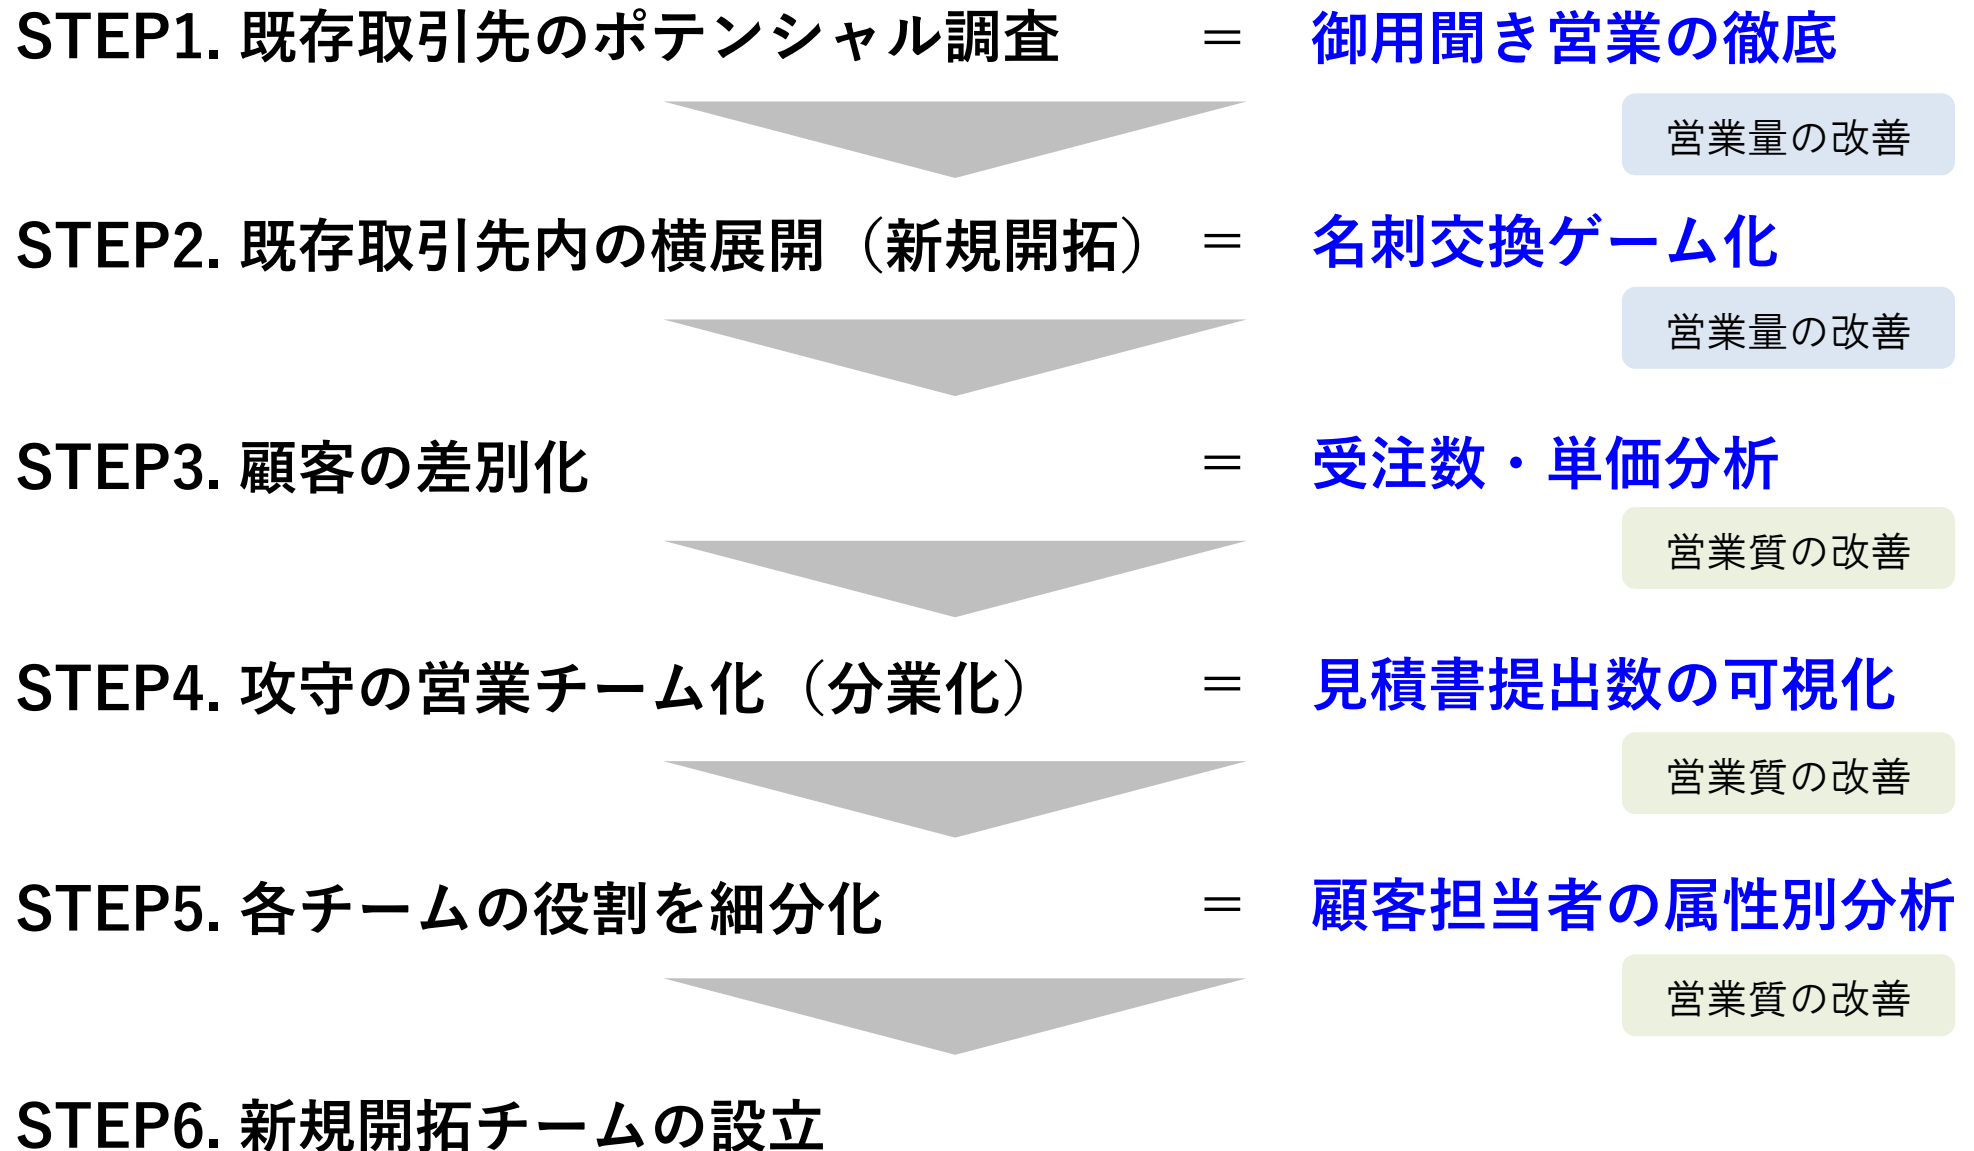 STEP1. 既存取引先のポテンシャル調査 ＝ 御用聞き営業の徹底
営業量の改善
STEP2. 既存取引先内の横展開（新規開拓） ＝ 名刺交換ゲーム化
営業量の改善
STEP3. 顧客の差別化 ＝ 受注数・単価分析
営業質の改善
STEP4. 攻守の営業チーム化（分業化） ＝ 見積書提出数の可視化
営業質の改善
STEP5. 各チームの役割を細分化 ＝ 顧客担当者の属性別分析
営業質の改善
STEP6. 新規開拓チームの設立